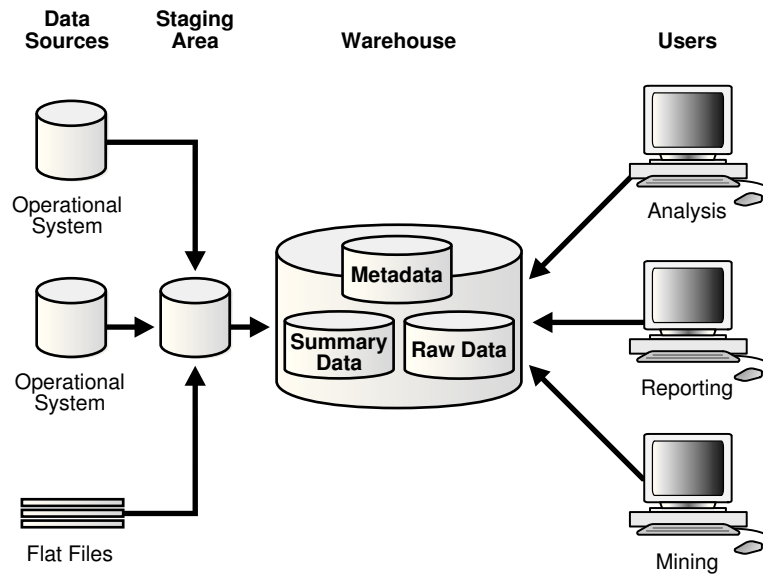 Data
Sources
Staging
Area
Warehouse
Users
Operational
System
Operational
System
Flat Files
Metadata
Summary
Data
Raw Data
Analysis
Reporting
Mining